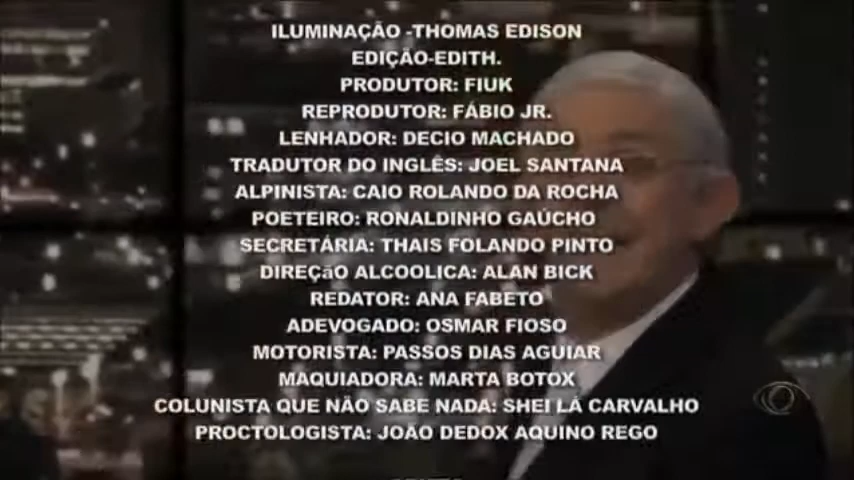 ILUMINAÇÃO -THOMAS EDISON
EDIÇÃO-EDITH.
PRODUTOR: FIUK
REPRODUTOR: FÁBIO JR.
LENHADOR: DECIO MACHADO
TRADUTOR DO INGLÊS: JOEL SANTANA
ALPINISTA: CAIO ROLANDO DA ROCHA
POETEIRO: RONALDINHO GAÚCHO
SECRETÁRIA: THAIS FOLANDO PINTO
DIREÇãO ALCOOLICA: ALAN BICK
REDATOR: ANA FABETO
ADEVOGADO: OSMAR FIOSO
MOTORISTA: PASSOS DIAS AGUIAR
MAQUIADORA: MARTA BOTOX
COLUNISTA QUE NÃO SABE NADA: SHEI LÁ CARVALHO
PROCTOLOGISTA: JOÃO DEDOX AQUINO REGO